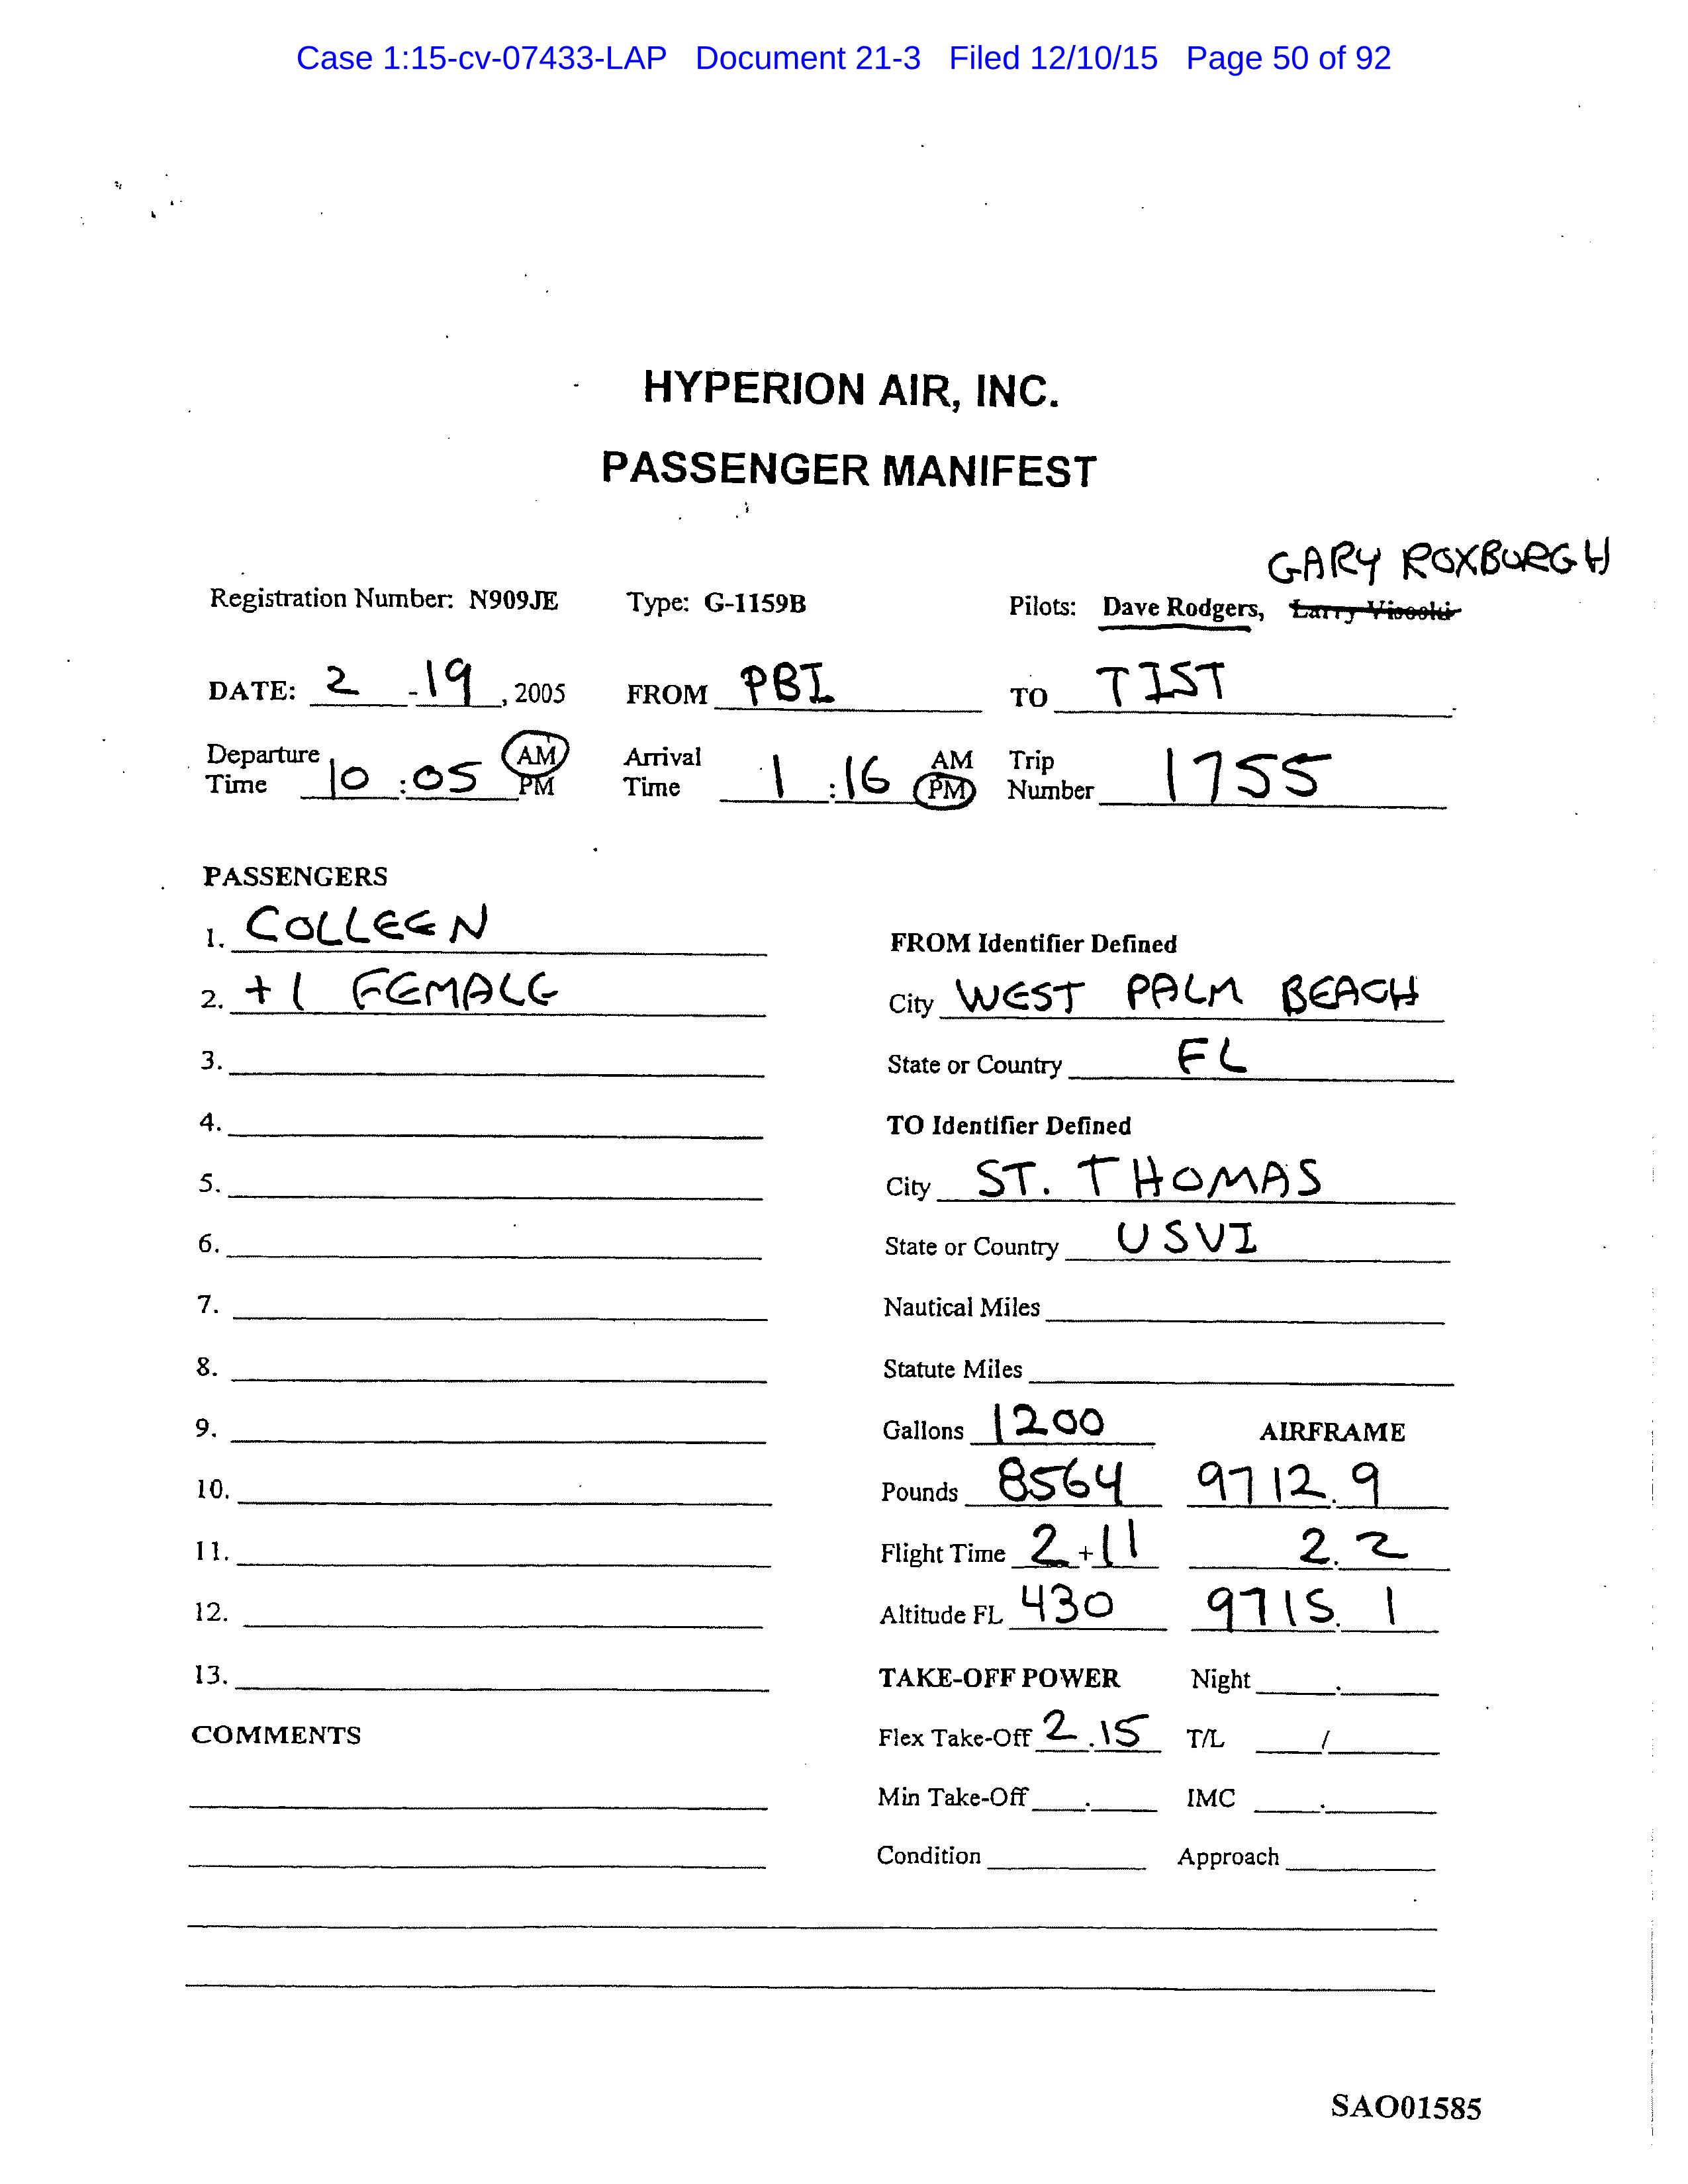 Case 1:15-cv-07433-LAP Document 21-3 Filed 12/10/15 Page 50 of 92
HYPERION AIR, INC.
PASSENGER MANIFEST
GARY ROXBURGH
Registration Number: N909JE Type: G-1159B Pilots: Dave Rodgers, Larry Visoski
DATE: 2 - 19, 2005 FROM PBI TO TIST
Departure Time 10:05 AM PM Arrival Time 1:16 AM PM Trip Number 1755
PASSENGERS
1. COLLEEN
FROM Identifier Defined
2. +1 FEMALE
City WEST PALM BEACH
3.
State or Country FL
4.
TO Identifier Defined
5.
City ST. THOMAS
6.
State or Country USVI
7.
Nautical Miles
8.
Statute Miles
9.
Gallons 1200 AIRFRAME
10.
Pounds 8564 9712.9
11.
Flight Time 2+11 2.2
12.
Altitude FL 430 9715.1
13.
TAKE-OFF POWER Night .
COMMENTS
Flex Take-Off 2.15 T/L /
Min Take-Off . IMC .
Condition Approach
SAO01585